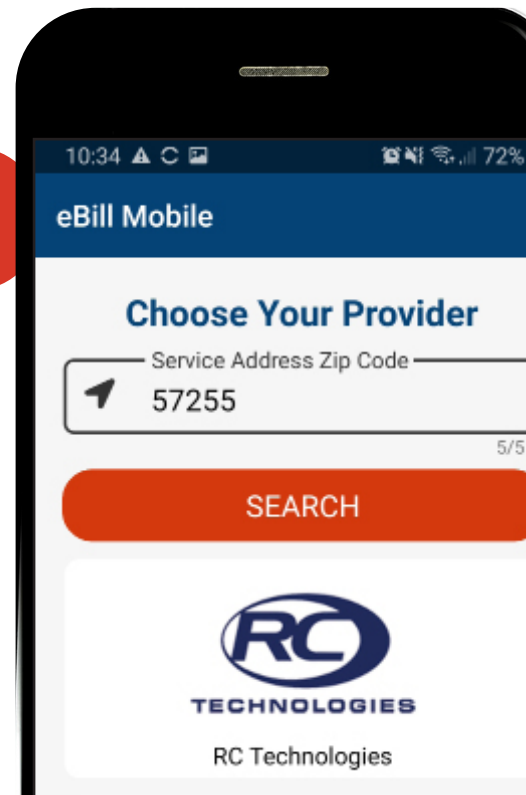 10:34
72%
eBill Mobile
Choose Your Provider
Service Address Zip Code
57255
5/5
SEARCH
RC
TECHNOLOGIES
RC Technologies